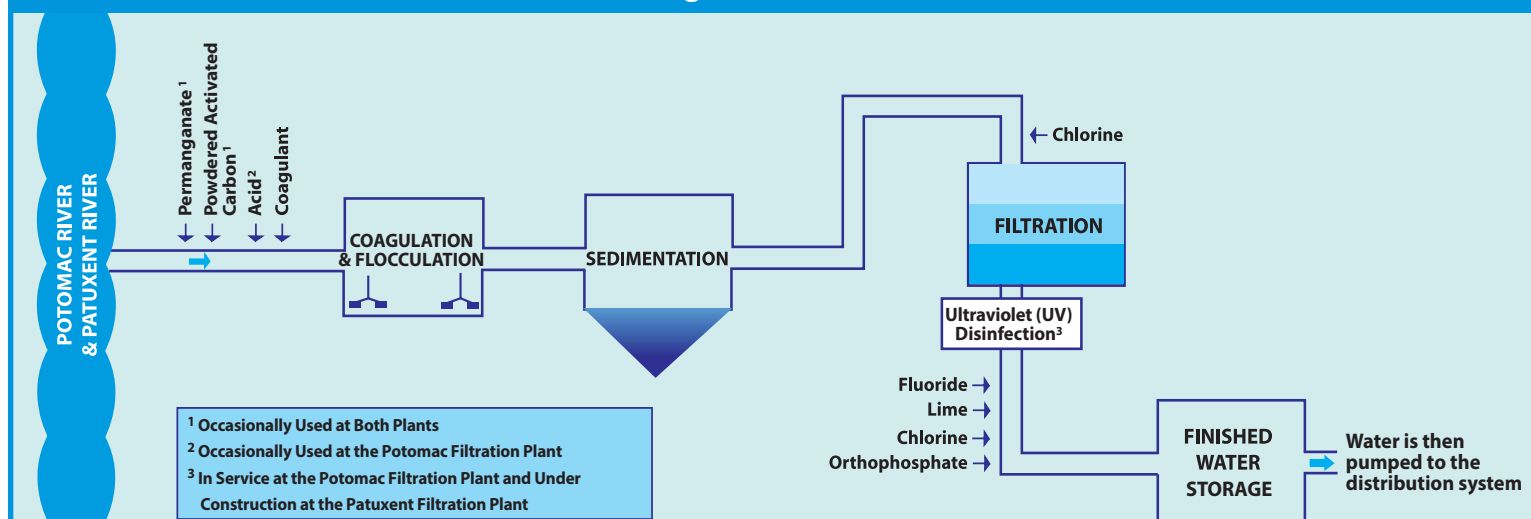 POTOMAC RIVER
& PATUXENT RIVER
Permanganate ¹
Powdered Activated
Carbon ¹
Acid ²
Coagulant
COAGULATION
& FLOCCULATION
SEDIMENTATION
Chlorine
FILTRATION
Ultraviolet (UV)
Disinfection³
Fluoride
Lime
Chlorine
Orthophosphate
FINISHED
WATER
STORAGE
Water is then
pumped to the
distribution system
¹ Occasionally Used at Both Plants
² Occasionally Used at the Potomac Filtration Plant
³ In Service at the Potomac Filtration Plant and Under
Construction at the Patuxent Filtration Plant